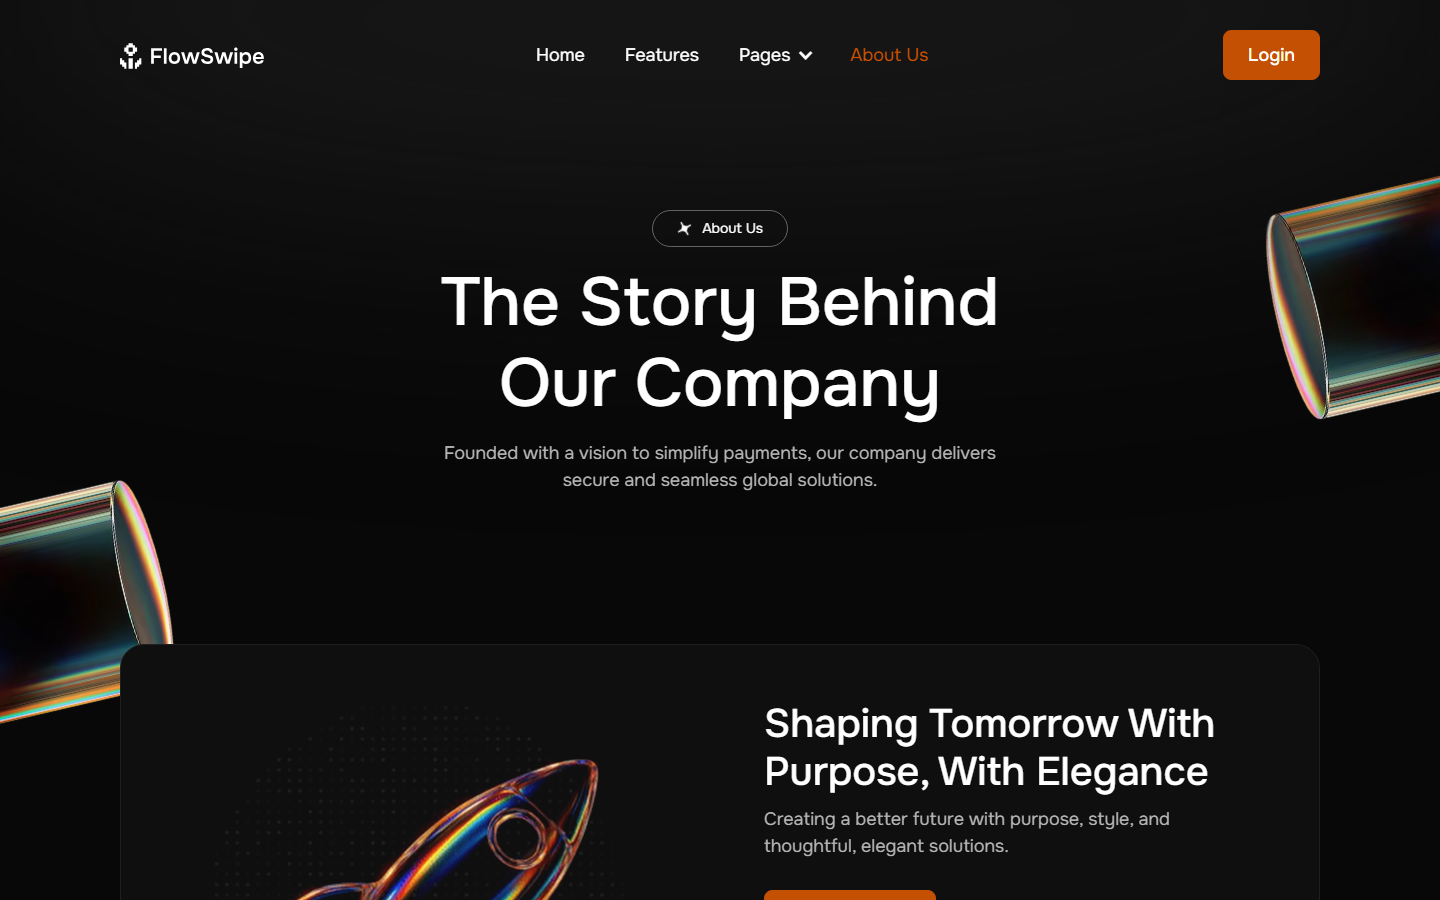 FlowSwipe
Home
Features
Pages
About Us
Login
About Us
The Story Behind
Our Company
Founded with a vision to simplify payments, our company delivers
secure and seamless global solutions.
Shaping Tomorrow With
Purpose, With Elegance
Creating a better future with purpose, style, and
thoughtful, elegant solutions.